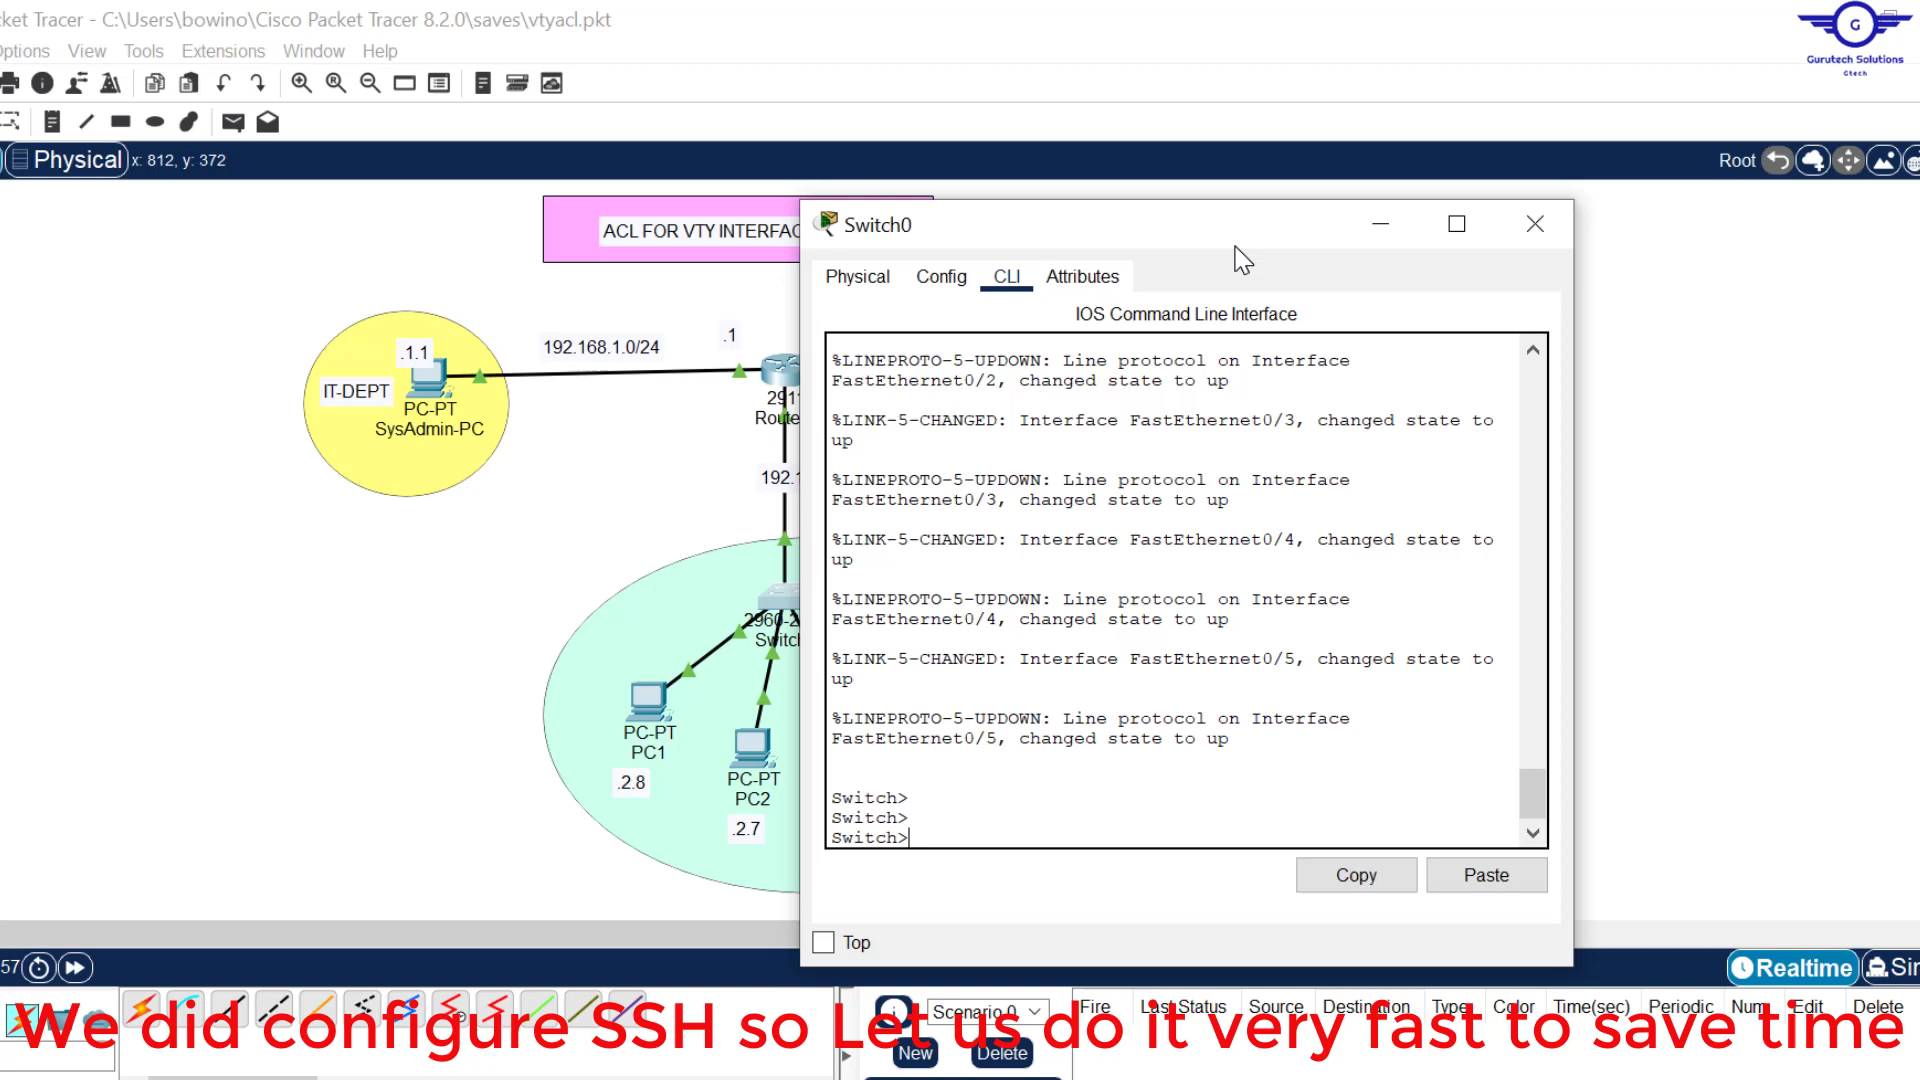 ket Tracer - C:\Users\bowino\Cisco Packet Tracer 8.2.0\saves\vtyacl.pkt
G
Gurutech Solutions
Gtech
ptions View Tools Extensions Window Help
Physical x: 812, y: 372
Root
ACL FOR VTY INTERFAC
.1.1
IT-DEPT
PC-PT
SysAdmin-PC
192.168.1.0/24
.1
291
Route
192.1
2960-2
Switc
PC-PT
PC1
.2.8
PC-PT
PC2
.2.7
Switch0
Physical Config CLI Attributes
IOS Command Line Interface
%LINEPROTO-5-UPDOWN: Line protocol on Interface
FastEthernet0/2, changed state to up
%LINK-5-CHANGED: Interface FastEthernet0/3, changed state to
up
%LINEPROTO-5-UPDOWN: Line protocol on Interface
FastEthernet0/3, changed state to up
%LINK-5-CHANGED: Interface FastEthernet0/4, changed state to
up
%LINEPROTO-5-UPDOWN: Line protocol on Interface
FastEthernet0/4, changed state to up
%LINK-5-CHANGED: Interface FastEthernet0/5, changed state to
up
%LINEPROTO-5-UPDOWN: Line protocol on Interface
FastEthernet0/5, changed state to up
Switch>
Switch>
Switch>
Copy Paste
Top
57
Realtime
Scenario 0
Fire Last Status Source Destination Type Color Time(sec) Periodic Num Edit Delete
New Delete
We did configure SSH so Let us do it very fast to save time